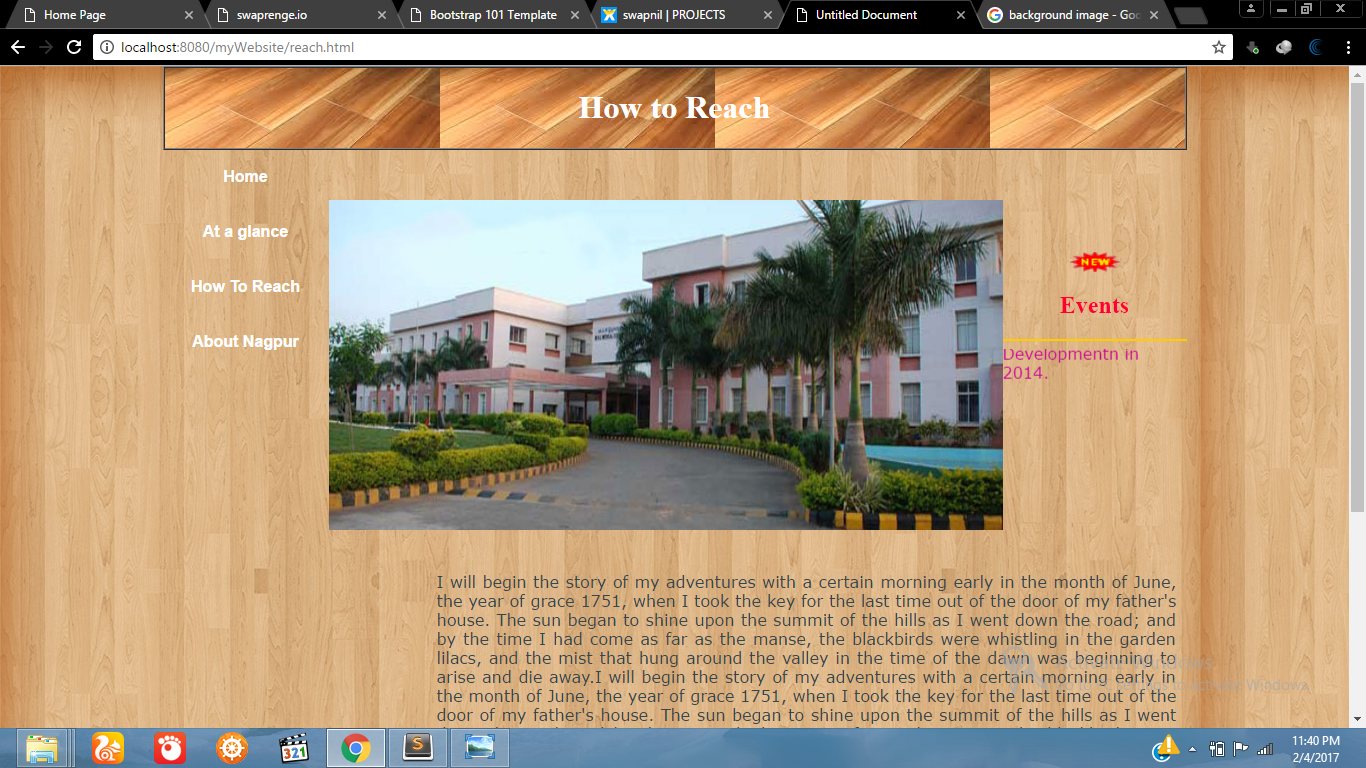 Home Page
swaprenge.io
Bootstrap 101 Template
swapnil | PROJECTS
Untitled Document
background image - Goo
localhost:8080/myWebsite/reach.html
How to Reach
Home
At a glance
How To Reach
About Nagpur
NEW
Events
Developmentn in
2014.
I will begin the story of my adventures with a certain morning early in the month of June,
the year of grace 1751, when I took the key for the last time out of the door of my father's
house. The sun began to shine upon the summit of the hills as I went down the road; and
by the time I had come as far as the manse, the blackbirds were whistling in the garden
lilacs, and the mist that hung around the valley in the time of the dawn was beginning to
arise and die away.I will begin the story of my adventures with a certain morning early in
the month of June, the year of grace 1751, when I took the key for the last time out of the
door of my father's house. The sun began to shine upon the summit of the hills as I went
Windows
321
S
11:40 PM
2/4/2017